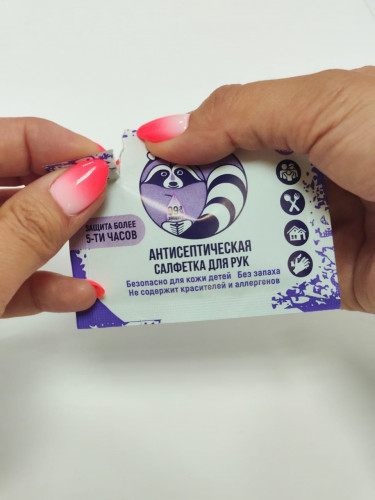 ЗАЩИТА БОЛЕЕ
5-ТИ ЧАСОВ
АНТИСЕПТИЧЕСКАЯ
САЛФЕТКА ДЛЯ РУК
Безопасно для кожи детей Без запаха
Не содержит красителей и аллергенов